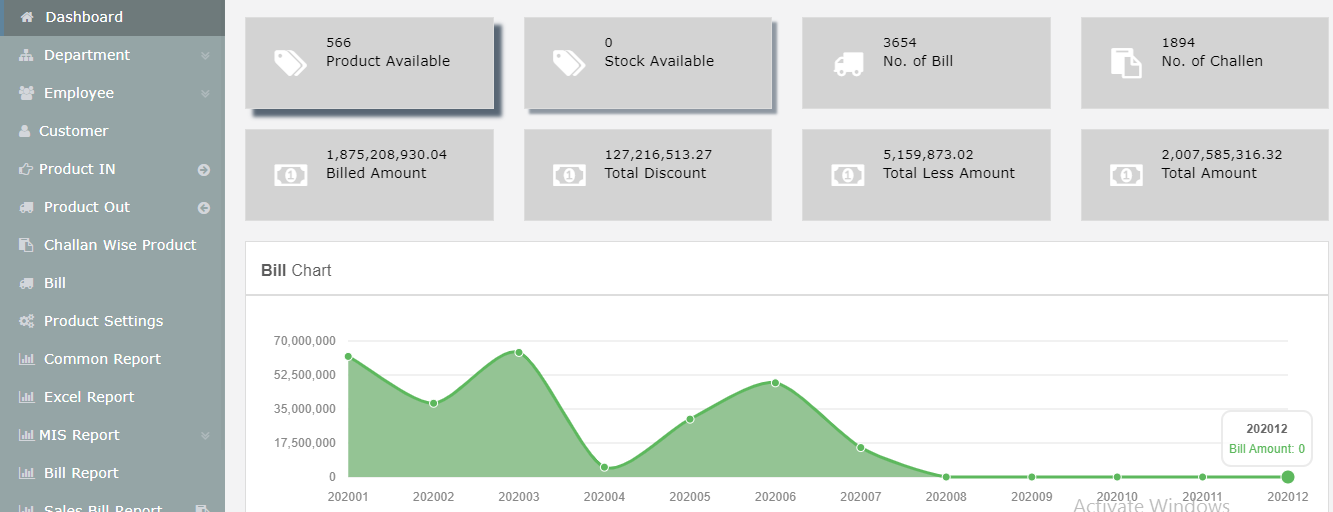 Dashboard
Department
Employee
Customer
Product IN
Product Out
Challan Wise Product
Bill
Product Settings
Common Report
Excel Report
MIS Report
Bill Report
Sales Bill Report
566
Product Available
0
Stock Available
3654
No. of Bill
1894
No. of Challen
1,875,208,930.04
Billed Amount
127,216,513.27
Total Discount
5,159,873.02
Total Less Amount
2,007,585,316.32
Total Amount
Bill Chart
70,000,000
52,500,000
35,000,000
17,500,000
0
202012
Bill Amount: 0
202001 202002 202003 202004 202005 202006 202007 202008 202009 202010 202011 202012
Activate Windows